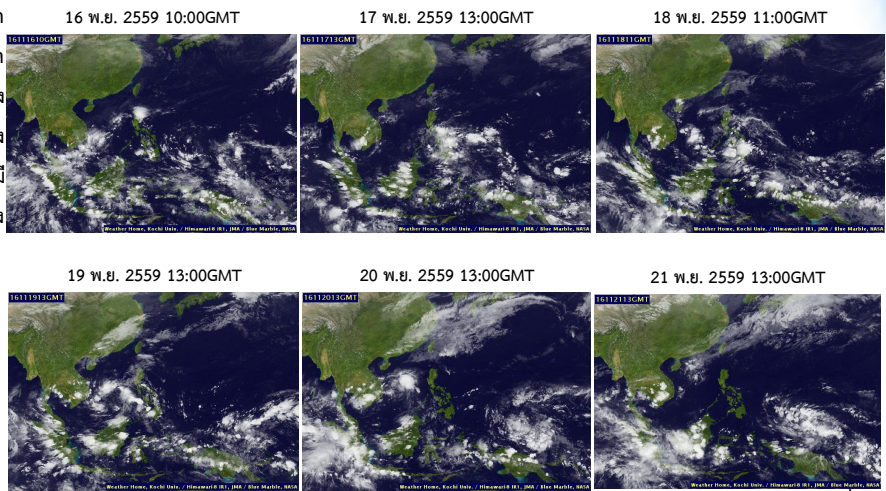 16 พ.ย. 2559 10:00GMT
17 พ.ย. 2559 13:00GMT
18 พ.ย. 2559 11:00GMT
16111610GMT
16111713GMT
16111811GMT
Weather Home, Kochi Univ. / Himawari-8 IR1, JMA / Blue Marble, NASA
Weather Home, Kochi Univ. / Himawari-8 IR1, JMA / Blue Marble, NASA
Weather Home, Kochi Univ. / Himawari-8 IR1, JMA / Blue Marble, NASA
19 พ.ย. 2559 13:00GMT
20 พ.ย. 2559 13:00GMT
21 พ.ย. 2559 13:00GMT
16111913GMT
16112013GMT
16112113GMT
Weather Home, Kochi Univ. / Himawari-8 IR1, JMA / Blue Marble, NASA
Weather Home, Kochi Univ. / Himawari-8 IR1, JMA / Blue Marble, NASA
Weather Home, Kochi Univ. / Himawari-8 IR1, JMA / Blue Marble, NASA